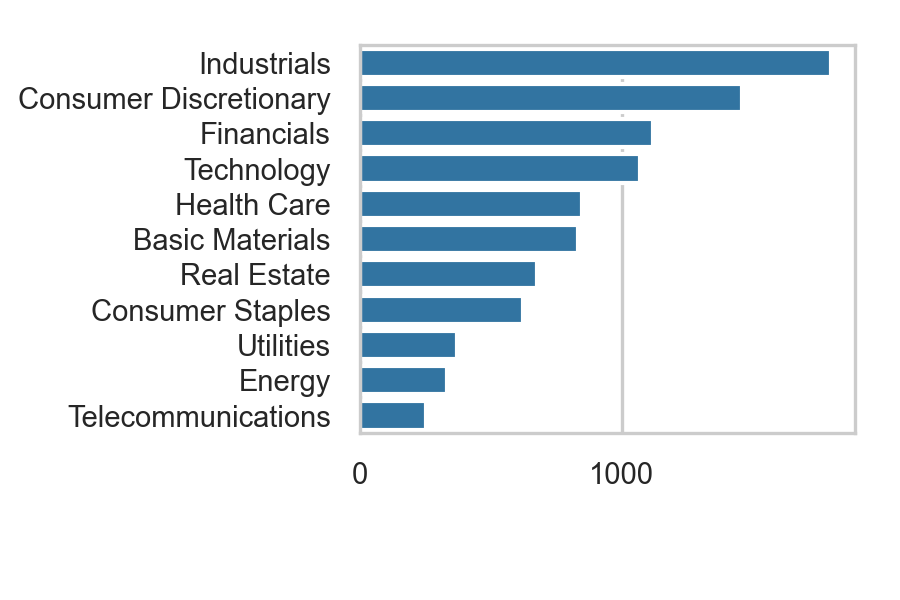 Industrials
Consumer Discretionary
Financials
Technology
Health Care
Basic Materials
Real Estate
Consumer Staples
Utilities
Energy
Telecommunications
0 1000